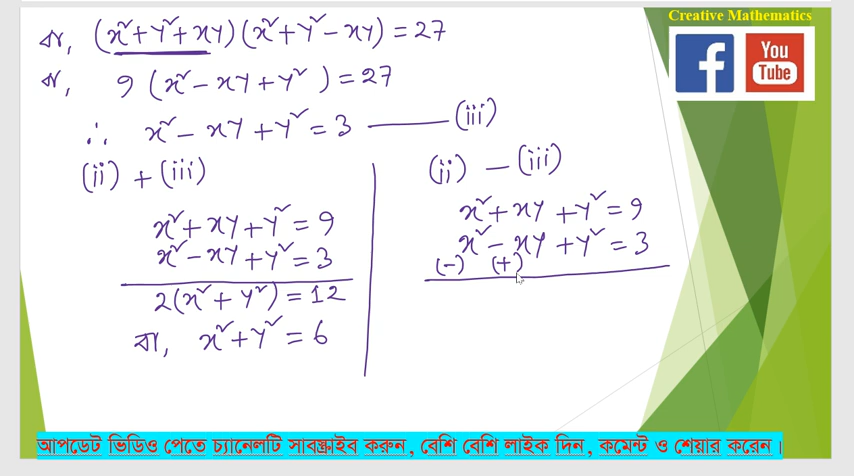 বা, (x² + y² + xy) (x² + y² − xy) = 27
বা, 9 (x² − xy + y²) = 27
∴ x² − xy + y² = 3 ——— (iii)
(ii) + (iii)
x² + xy + y² = 9
x² − xy + y² = 3
2(x² + y²) = 12
বা, x² + y² = 6
(ii) − (iii)
x² + xy + y² = 9
x² − xy + y² = 3
(−) (+)
Creative Mathematics
f
You
Tube
আপডেট ভিডিও পেতে চ্যানেলটি সাবস্ক্রাইব করুন, বেশি বেশি লাইক দিন, কমেন্ট ও শেয়ার করেন।